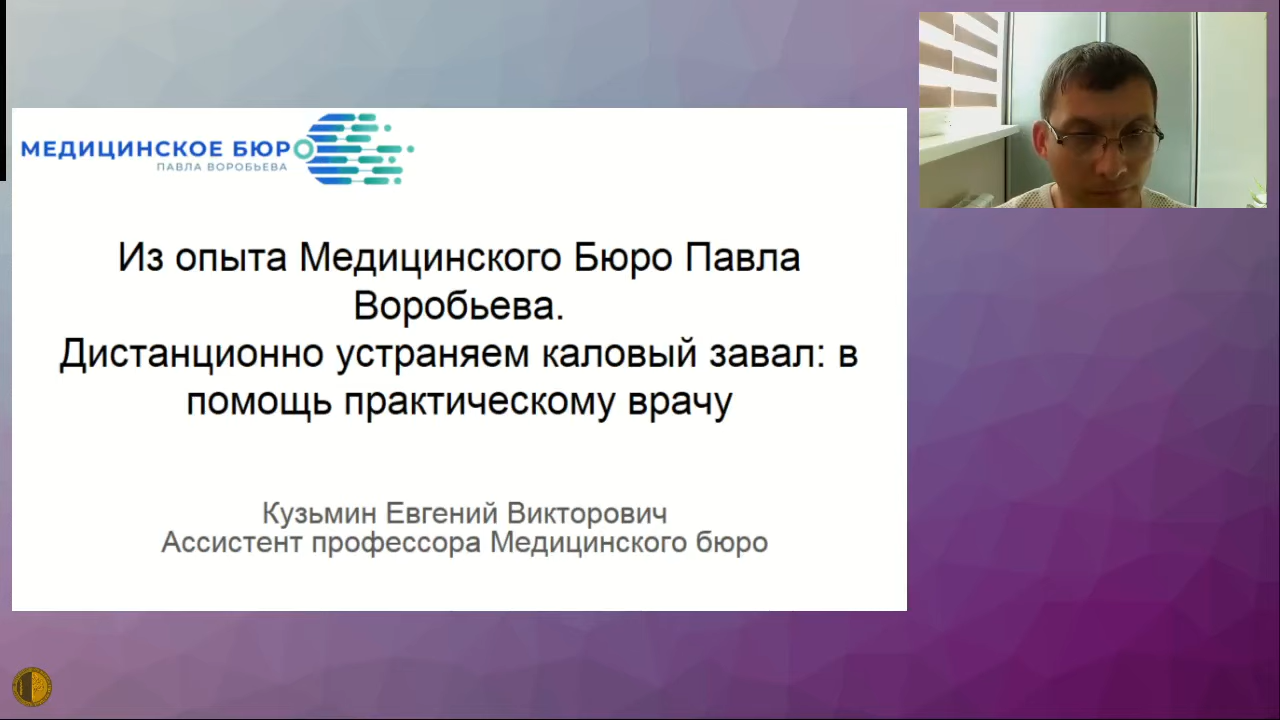 МЕДИЦИНСКОЕ БЮРО
ПАВЛА ВОРОБЬЕВА
Из опыта Медицинского Бюро Павла
Воробьева.
Дистанционно устраняем каловый завал: в
помощь практическому врачу
Кузьмин Евгений Викторович
Ассистент профессора Медицинского бюро